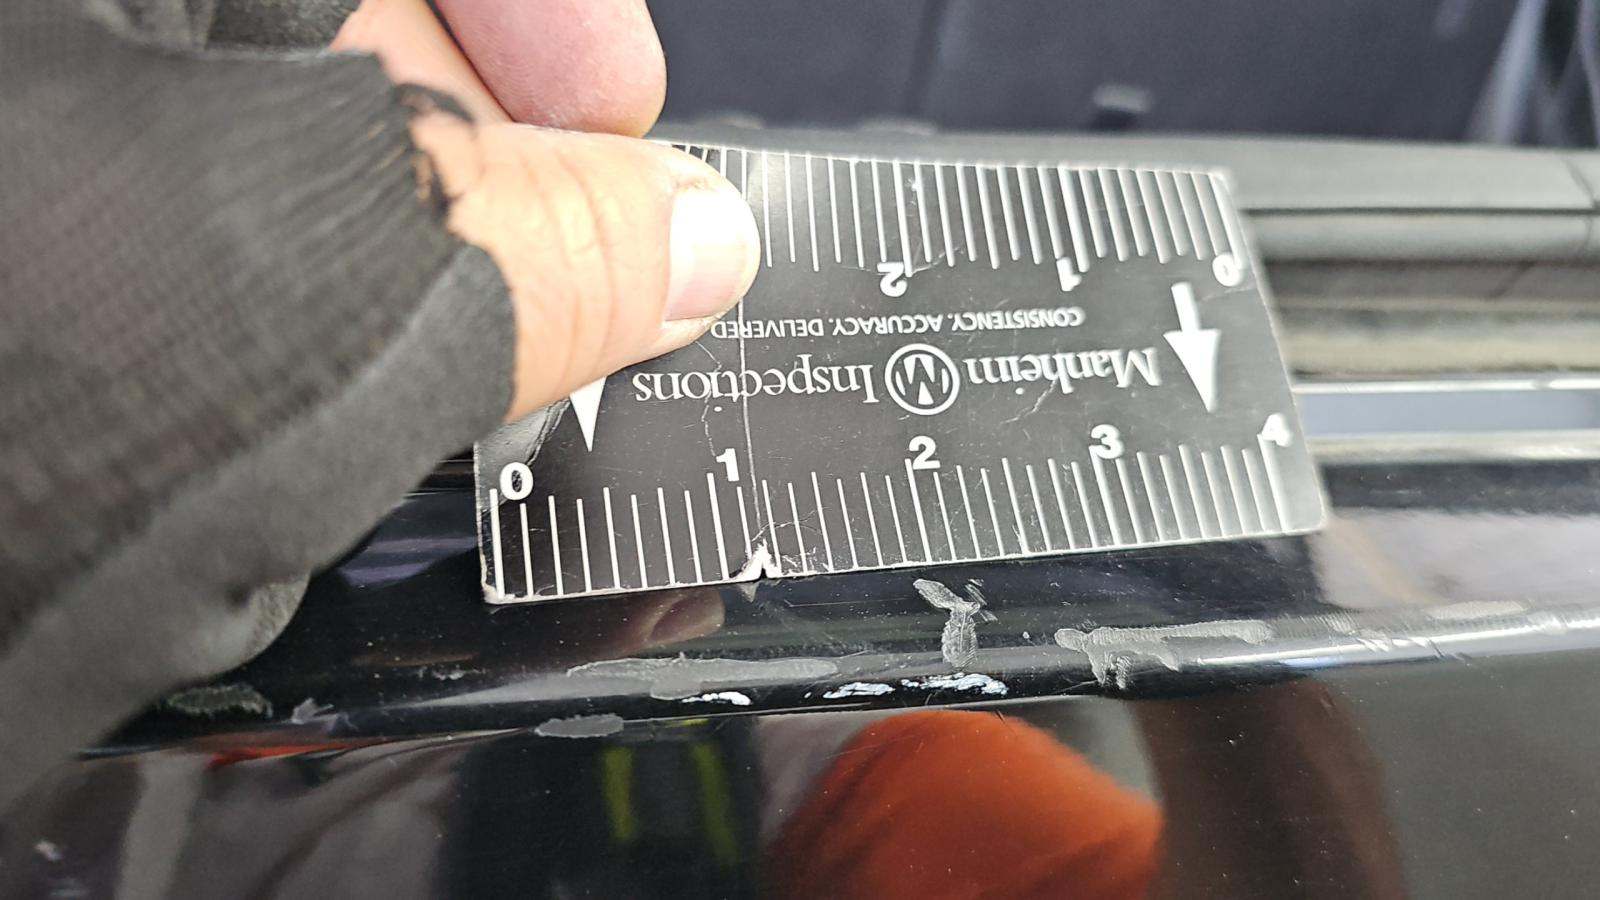 2 1 0
CONSISTENCY. ACCURACY. DELIVERED
Manheim Inspections
0 1 2 3 4